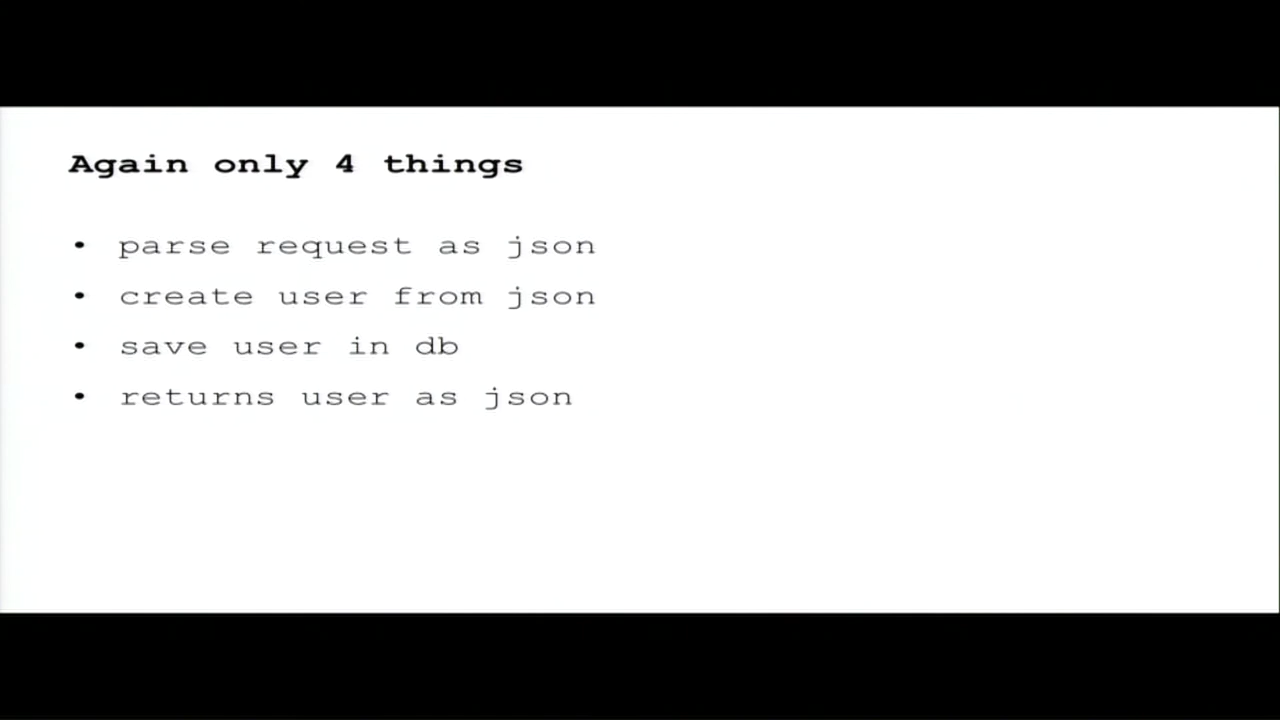 Again only 4 things
• parse request as json
• create user from json
• save user in db
• returns user as json